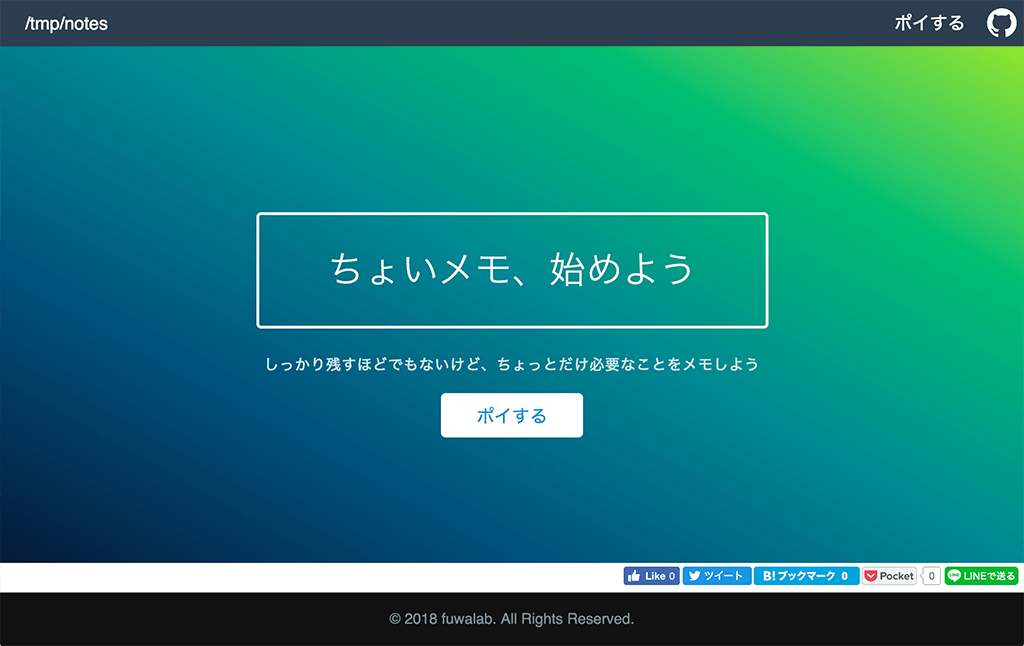 /tmp/notes
ポイする
ちょいメモ、始めよう
しっかり残すほどでもないけど、ちょっとだけ必要なことをメモしよう
ポイする
Like 0 ツイート B!ブックマーク 0 Pocket 0 LINE LINEで送る
© 2018 fuwalab. All Rights Reserved.